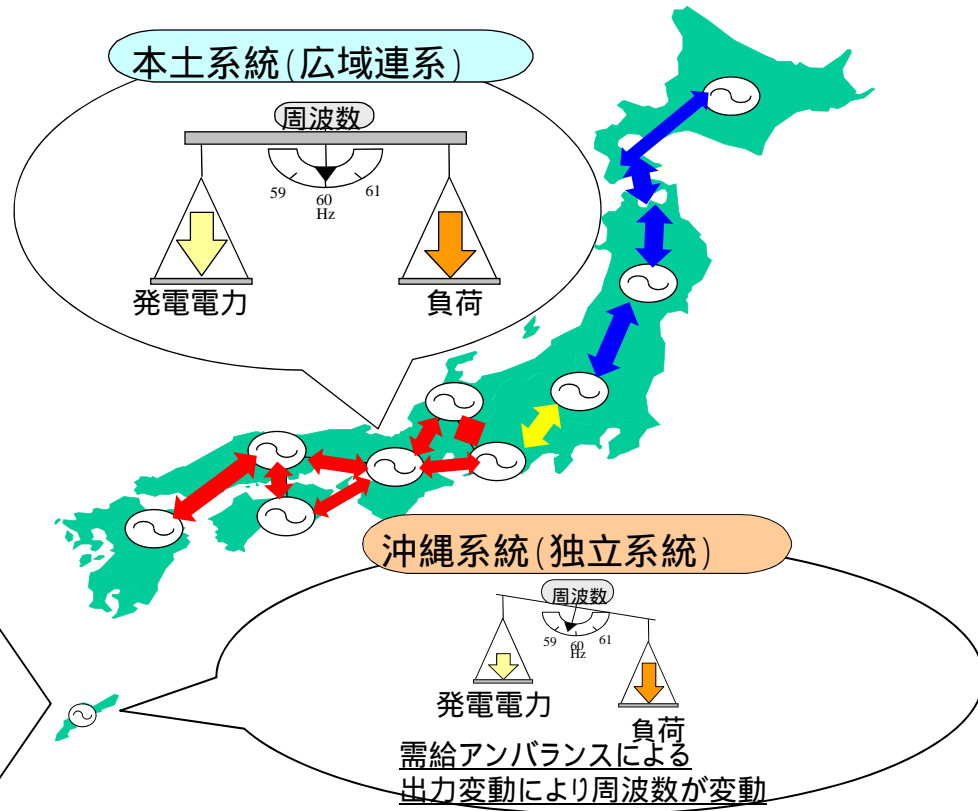 本土系統(広域連系)
周波数
59
60
61
Hz
発電電力
負荷
沖縄系統(独立系統)
周波数
59
60
61
Hz
発電電力
負荷
需給アンバランスによる
出力変動により周波数が変動